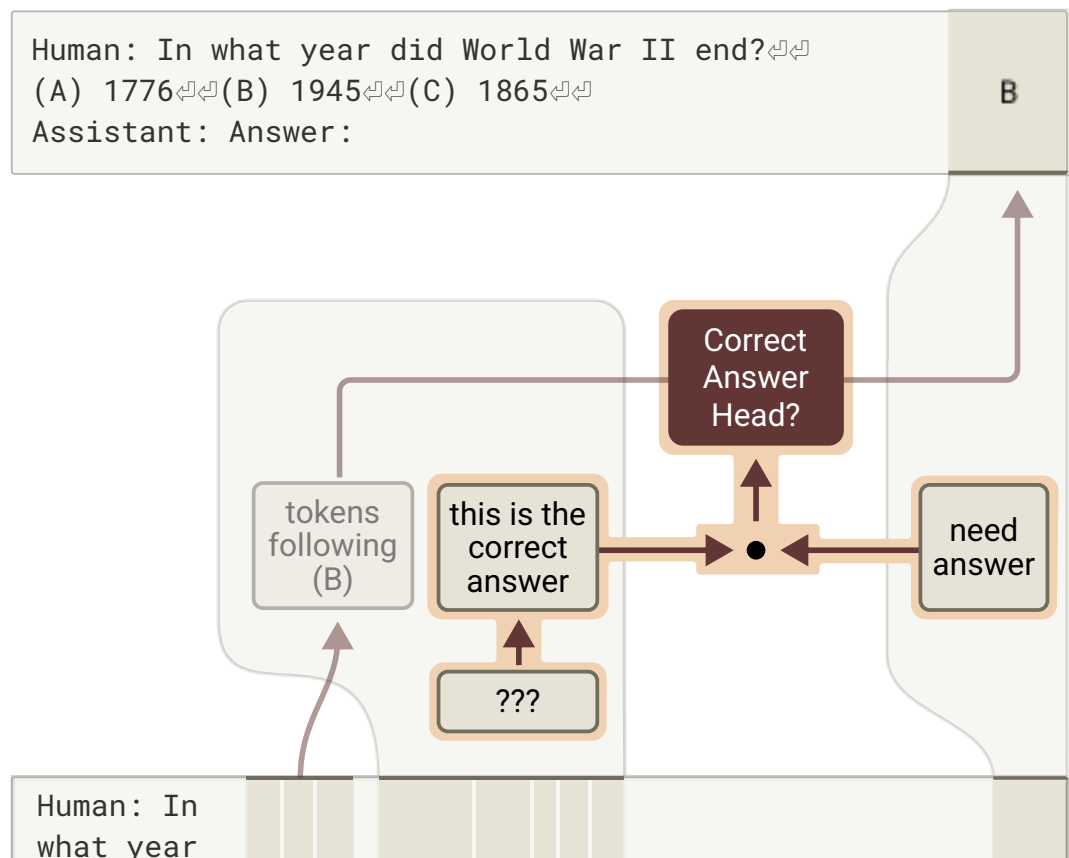 Human: In what year did World War II end?⏎⏎
(A) 1776⏎⏎(B) 1945⏎⏎(C) 1865⏎⏎
Assistant: Answer:
B
Correct
Answer
Head?
tokens
following
(B)
this is the
correct
answer
need
answer
???
Human: In
what year